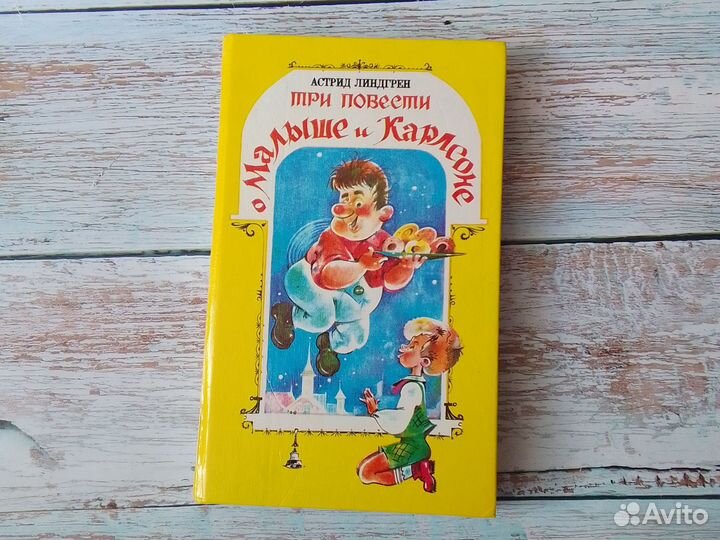 АСТРИД ЛИНДГРЕН
ТРИ ПОВЕСТИ
о Малыше и Карлсоне
Avito